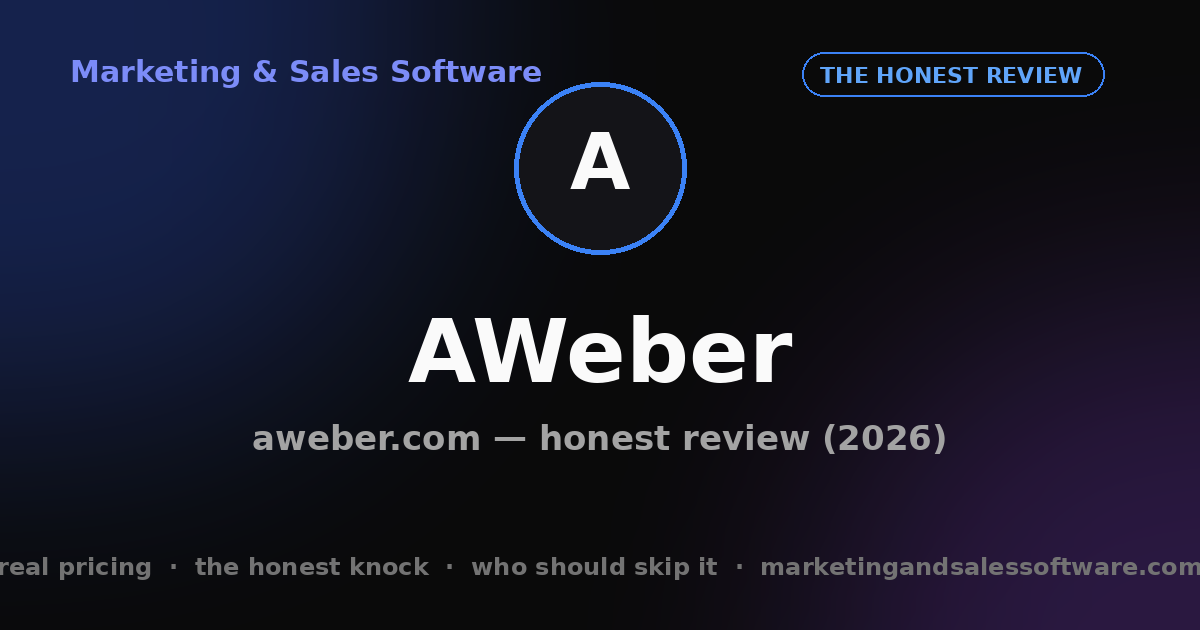 Marketing & Sales Software
THE HONEST REVIEW
A
AWeber
aweber.com — honest review (2026)
real pricing · the honest knock · who should skip it · marketingandsalessoftware.com